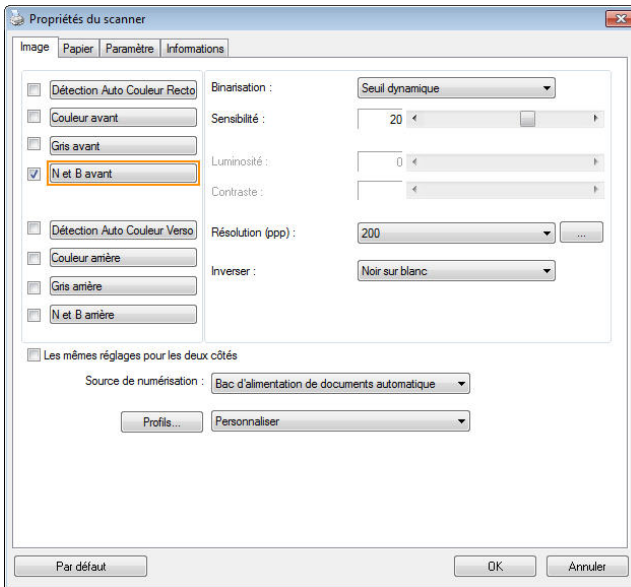 Propriétés du scanner
Image Papier Paramètre Informations
Détection Auto Couleur Recto
Couleur avant
Gris avant
N et B avant
Détection Auto Couleur Verso
Couleur arrière
Gris arrière
N et B arrière
Binarisation : Seuil dynamique
Sensibilité : 20
Luminosité : 0
Contraste :
Résolution (ppp) : 200 ...
Inverser : Noir sur blanc
Les mêmes réglages pour les deux côtés
Source de numérisation : Bac d'alimentation de documents automatique
Profils... Personnaliser
Par défaut OK Annuler